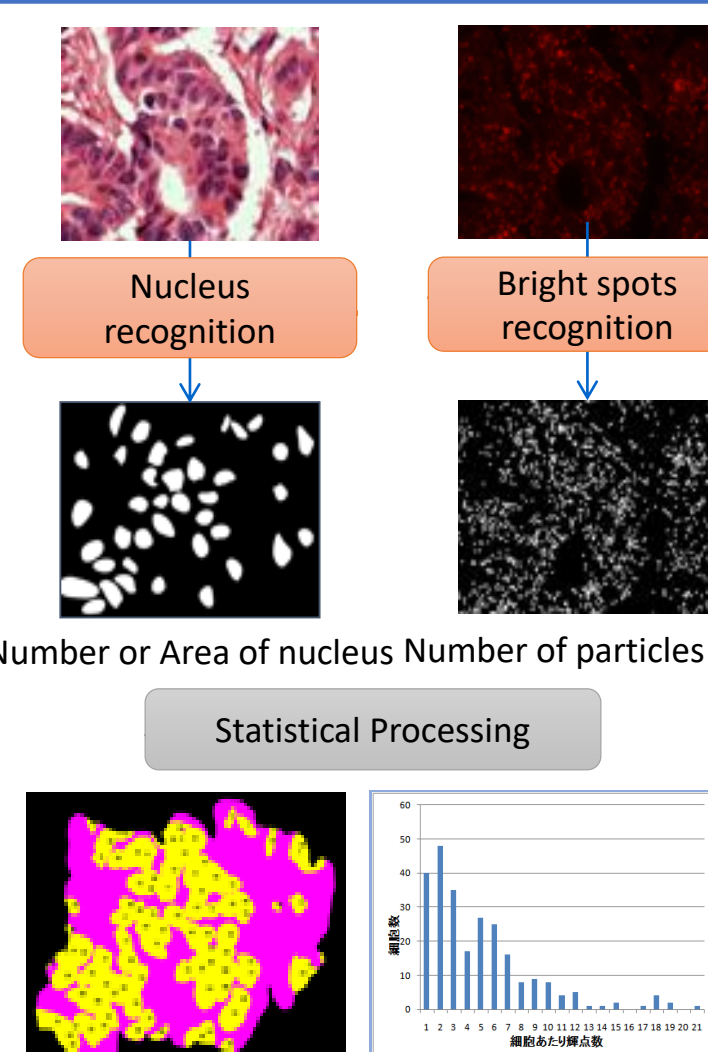 Nucleus
recognition
Bright spots
recognition
Number or Area of nucleus
Number of particles
Statistical Processing
60
50
40
30
20
10
0
細胞数
1 2 3 4 5 6 7 8 9 10 11 12 13 14 15 16 17 18 19 20 21
細胞あたり輝点数